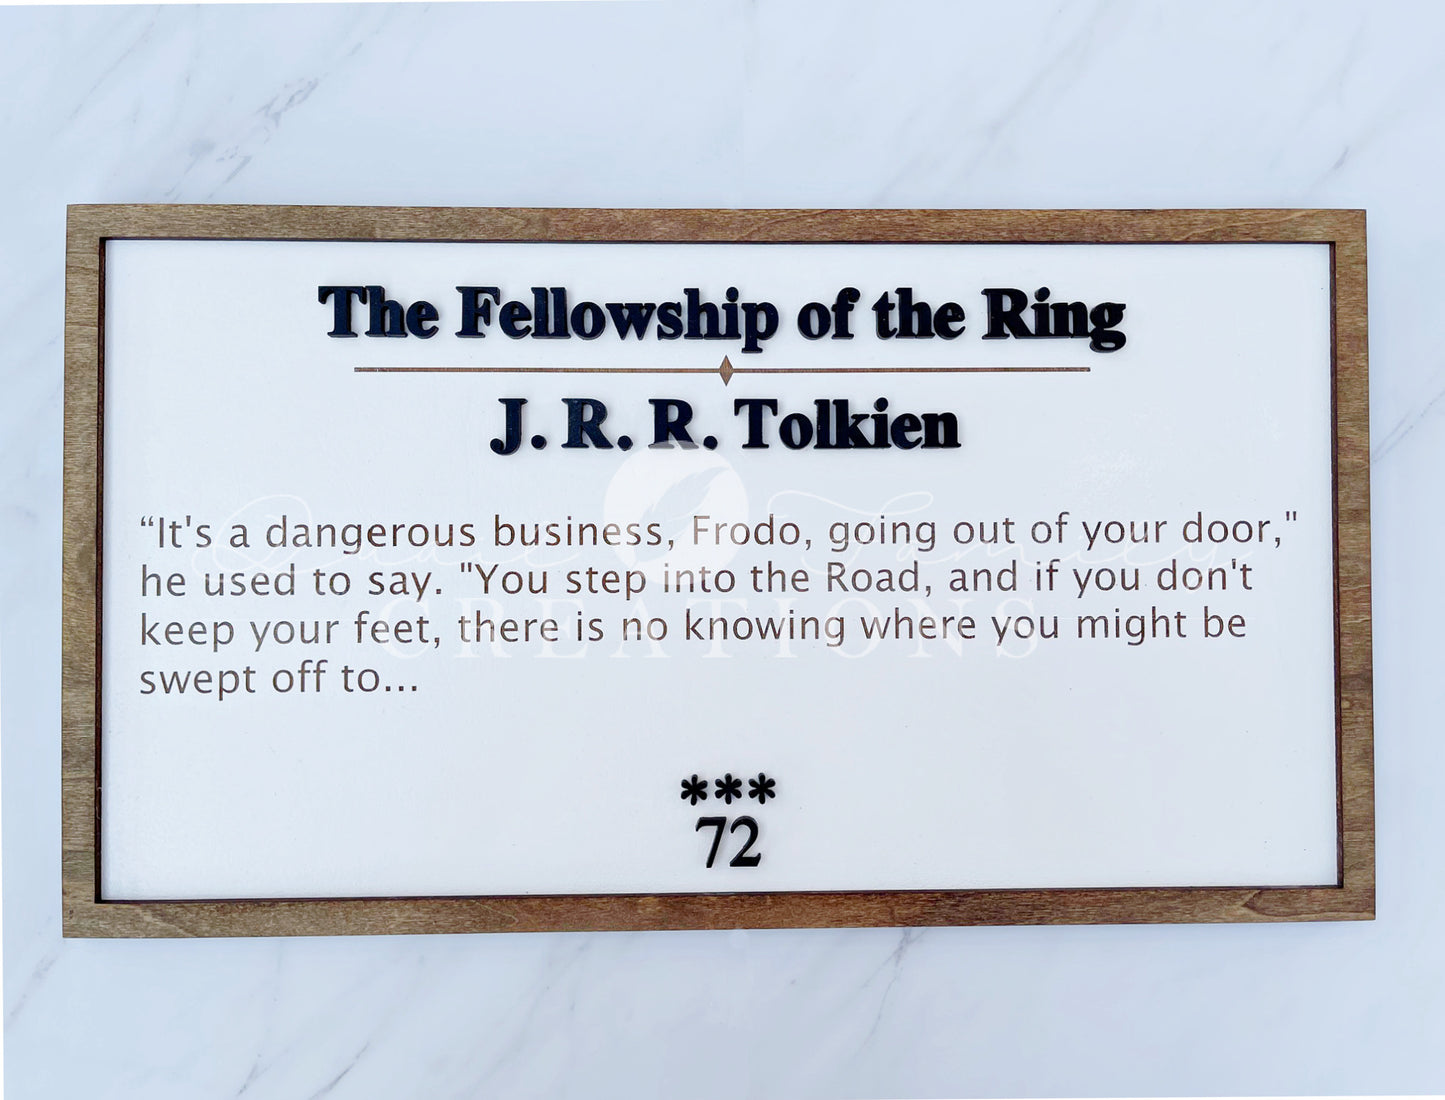 The Fellowship of the Ring
J. R. R. Tolkien
“It's a dangerous business, Frodo, going out of your door,"
he used to say. "You step into the Road, and if you don't
keep your feet, there is no knowing where you might be
swept off to...
***
72
Family
CREATIONS